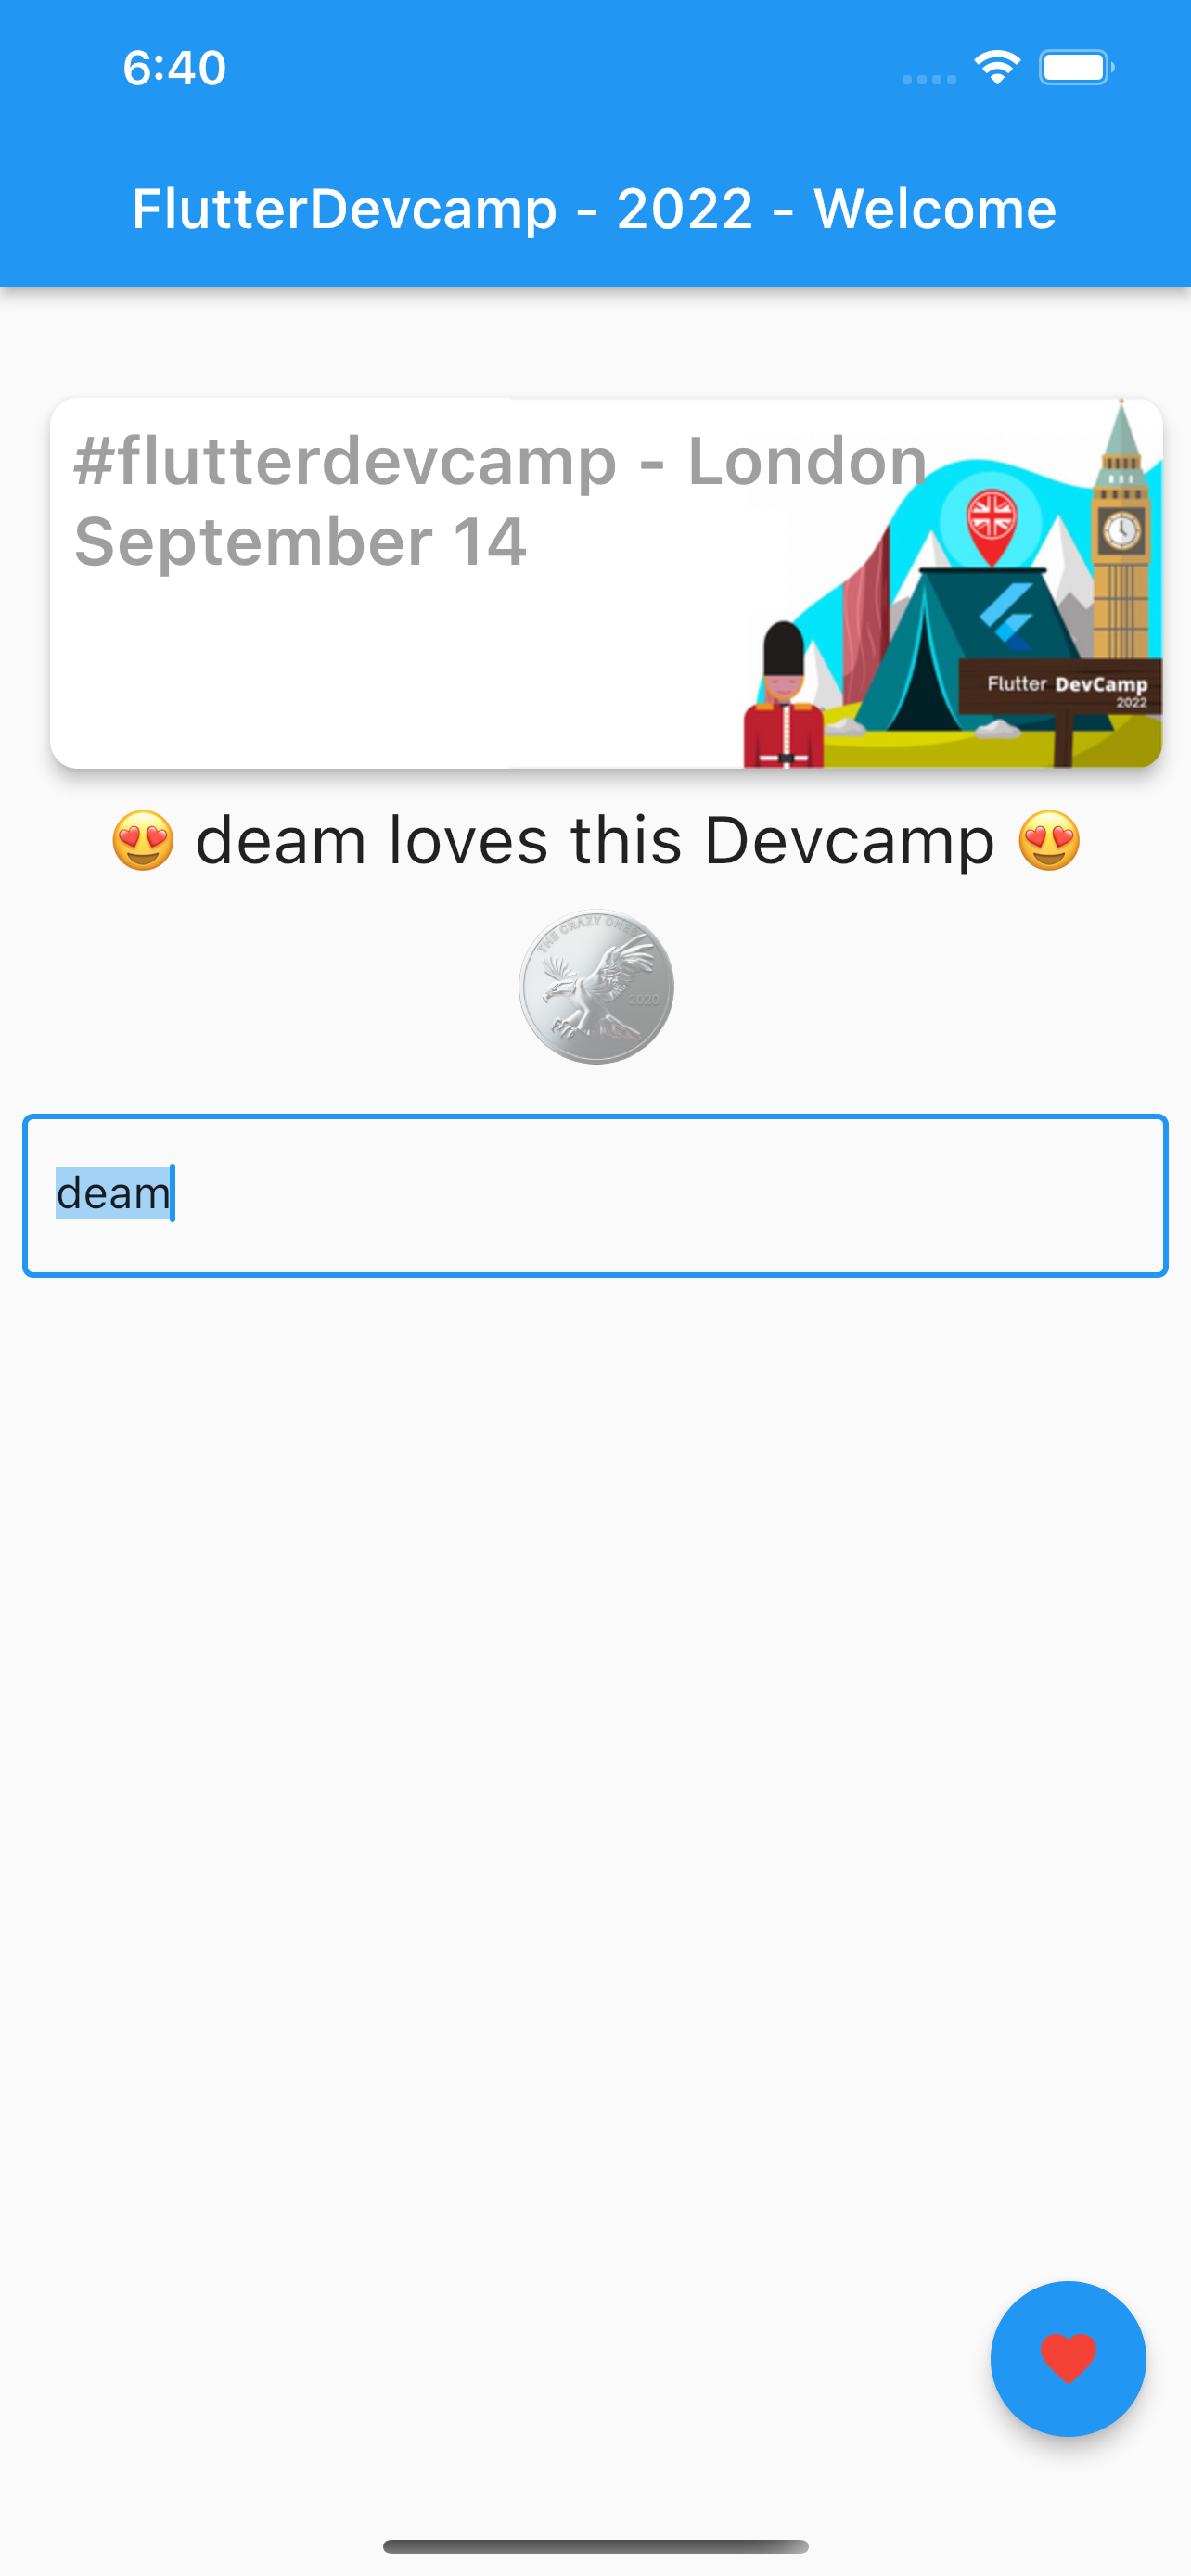 6:40
FlutterDevcamp - 2022 - Welcome
#flutterdevcamp - London
September 14
Flutter DevCamp
2022
😍 deam loves this Devcamp 😍
THE CRAZY ONES
2020
deam